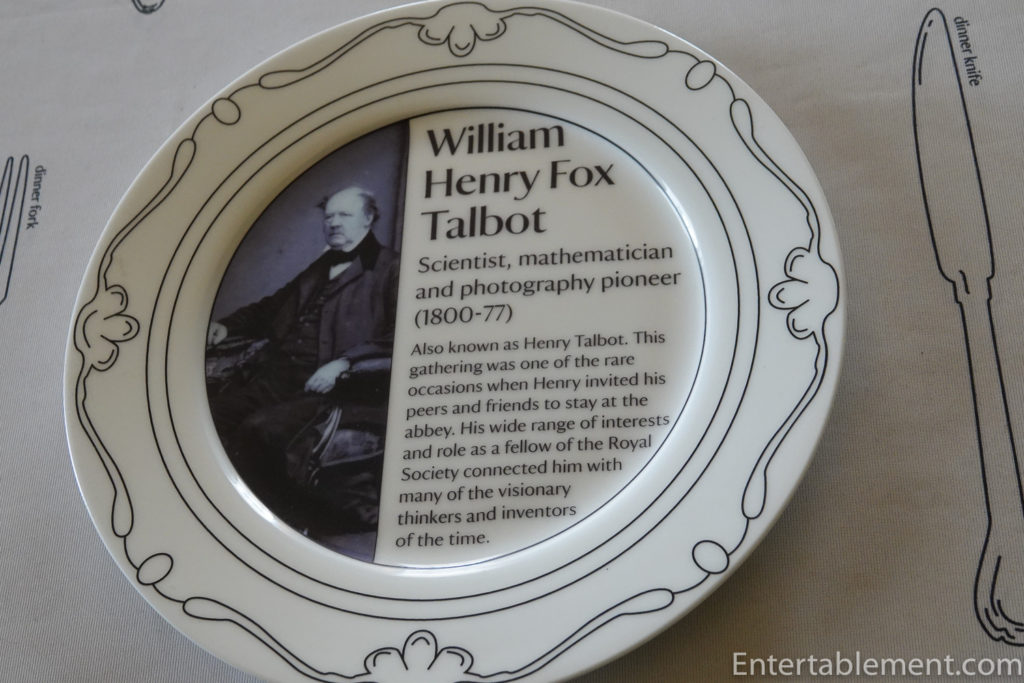 dinner fork
William
Henry Fox
Talbot
Scientist, mathematician
and photography pioneer
(1800-77)
Also known as Henry Talbot. This
gathering was one of the rare
occasions when Henry invited his
peers and friends to stay at the
abbey. His wide range of interests
and role as a fellow of the Royal
Society connected him with
many of the visionary
thinkers and inventors
of the time.
dinner knife
Entertablement.com